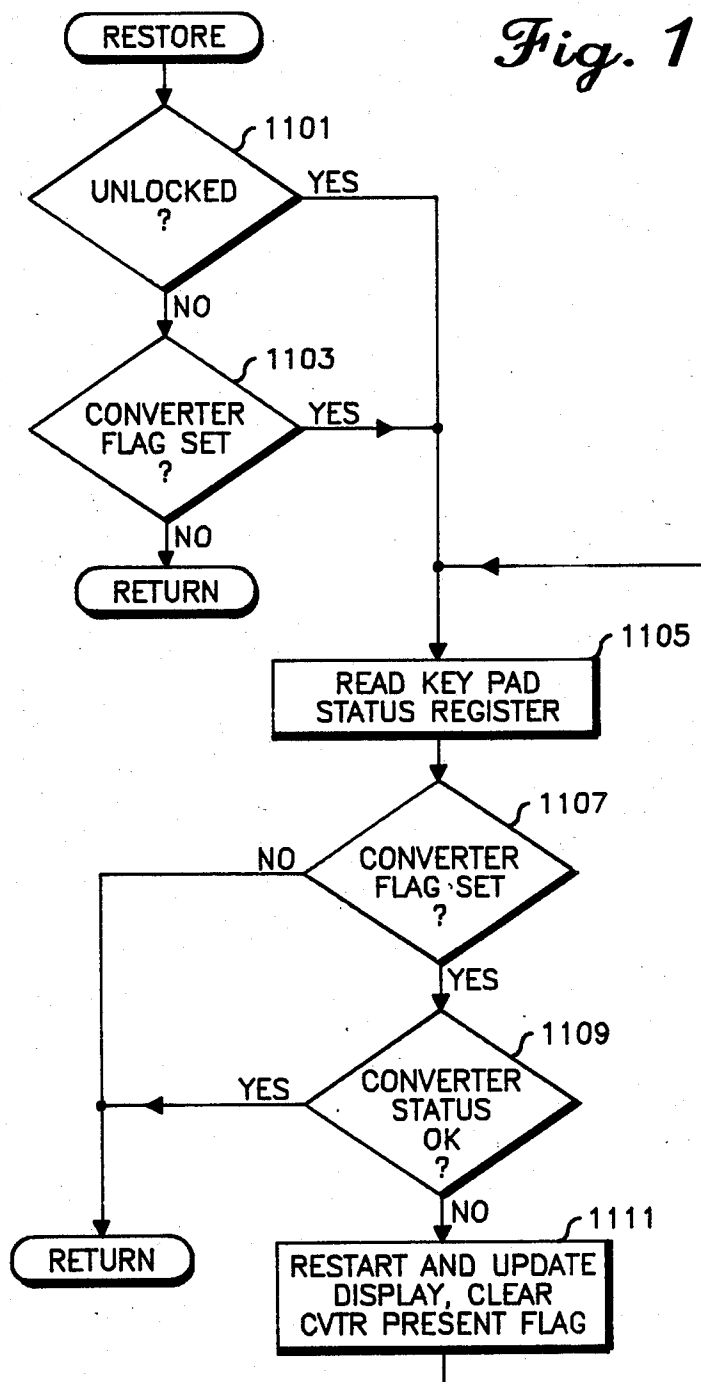 RESTORE
Fig. 1
1101
UNLOCKED
?
YES
NO
1103
CONVERTER
FLAG SET
?
YES
NO
RETURN
1105
READ KEY PAD
STATUS REGISTER
1107
CONVERTER
FLAG SET
?
NO
YES
1109
CONVERTER
STATUS
OK
?
YES
NO
RETURN
1111
RESTART AND UPDATE
DISPLAY, CLEAR
CVTR PRESENT FLAG